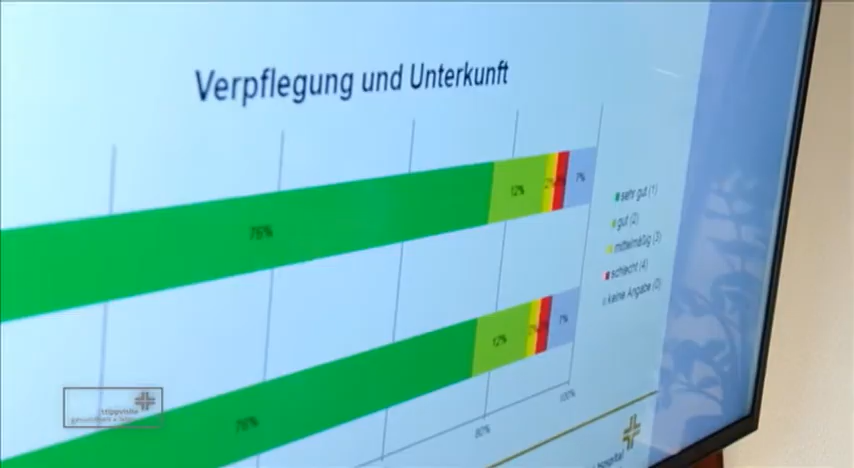 Verpflegung und Unterkunft
76%
12%
7%
sehr gut (1)
gut (2)
mittelmäßig (3)
schlecht (4)
keine Angabe (0)
76%
12%
7%
80%
100%
hospital